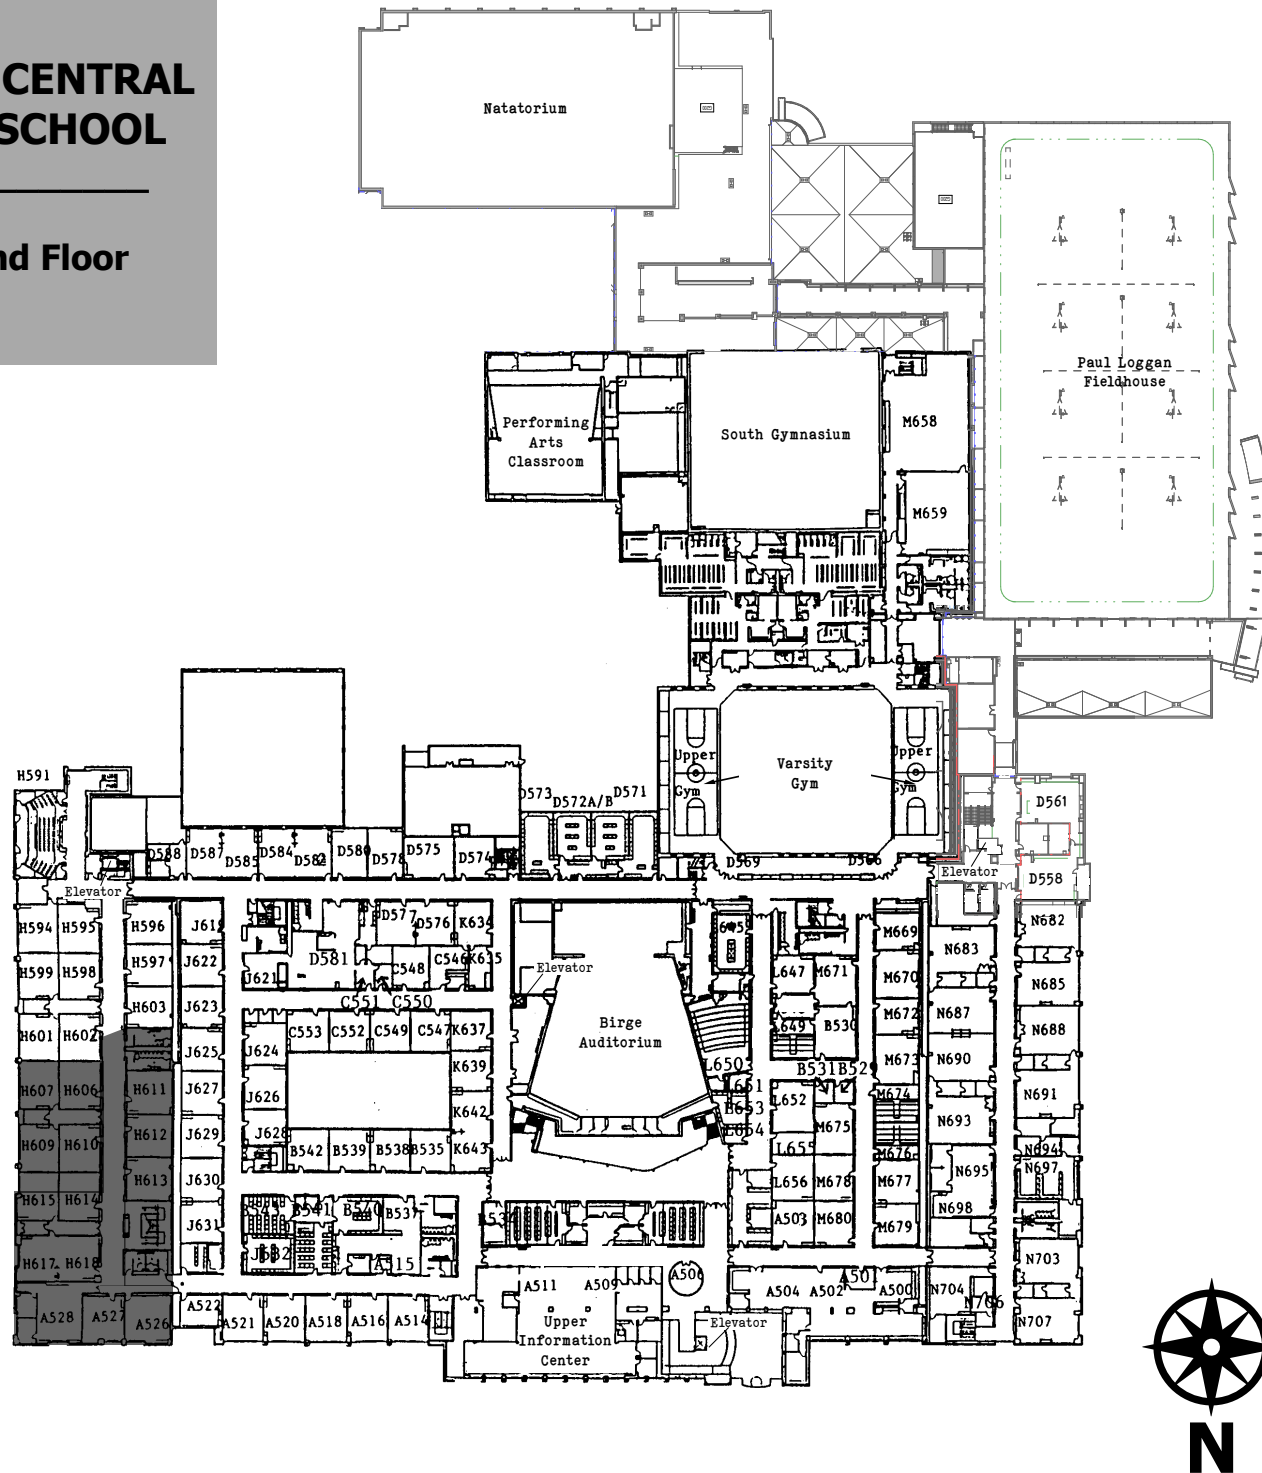 CENTRAL
SCHOOL
nd Floor
Natatorium
Paul Loggan
Fieldhouse
Performing
Arts
Classroom
South Gymnasium
M658
M659
Upper
Gym
Varsity
Gym
Upper
Gym
H591
D573
D572A/B
D571
D561
D588
D587
D585
D584
D582
D580
D578
D575
D574
D569
D566
Elevator
D558
Elevator
H594
H595
H596
J619
D577
D576
K634
L645
M669
N683
N682
H599
H598
H597
J622
J621
D581
C548
C546
K635
Elevator
L647
M671
M670
N685
C551
C550
H603
J623
H601
H602
J625
J624
C553
C552
C549
C547
K637
Birge
Auditorium
L649
B530
M672
N687
N688
H607
H606
H611
J627
J626
K639
L650
B531
B529
M673
N690
N691
L651
L652
M674
K642
B653
N693
H609
H610
H612
J629
J628
B542
B539
B538
B535
K643
L654
L655
M675
M676
N694
N695
N697
H613
J630
L656
M678
M677
H615
H614
B543
B541
B540
B537
B534
A503
M680
M679
N698
J631
J632
A515
H617
H618
A511
A509
A506
A504
A502
A501
A500
N704
N706
N703
A528
A527
A526
A522
A521
A520
A518
A516
A514
Upper
Information
Center
Elevator
N707
N